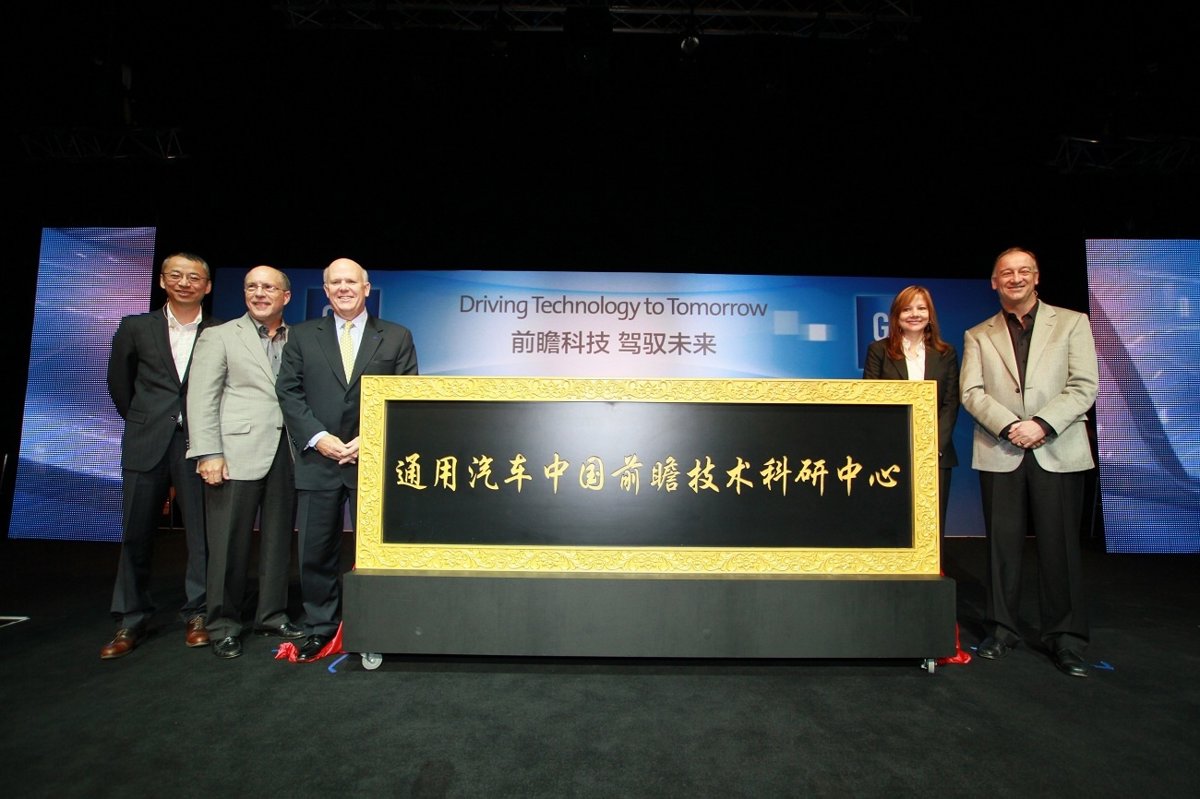 Driving Technology to Tomorrow
前瞻科技 驾驭未来
通用汽车中国前瞻技术科研中心